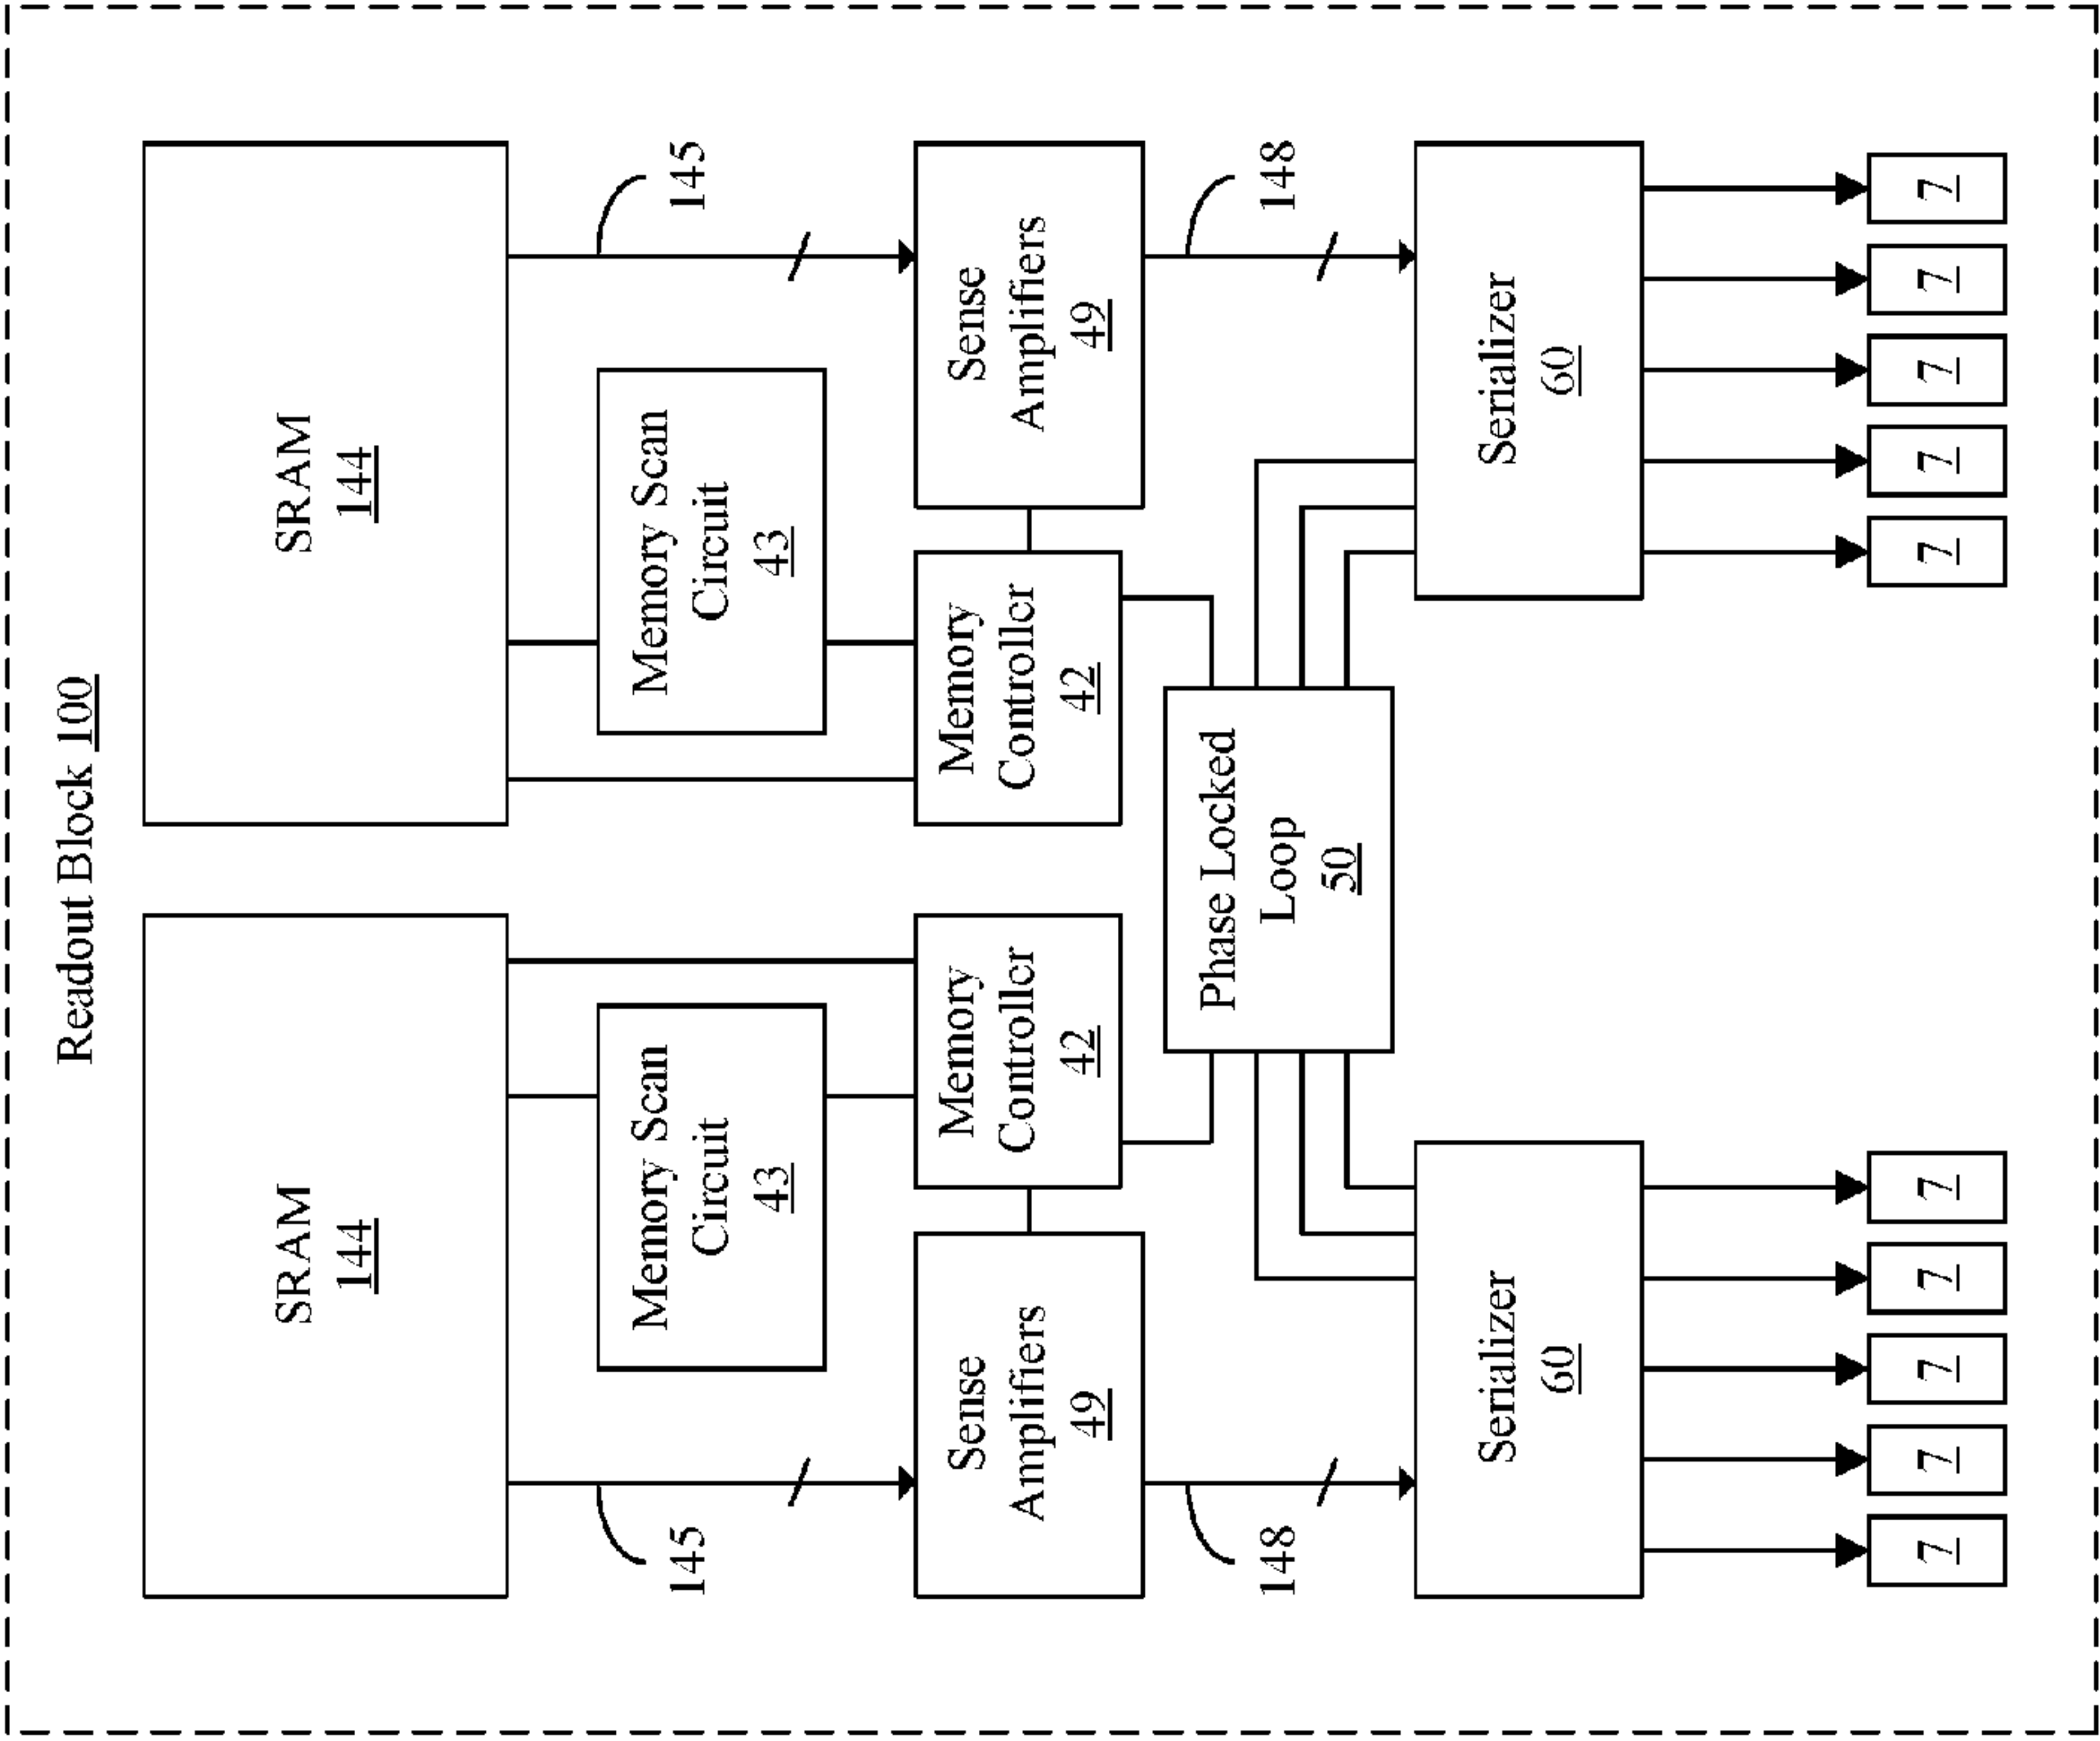 Readout Block 100
SRAM
144
SRAM
144
145
Memory Scan
Circuit
43
Memory Scan
Circuit
43
145
Sense
Amplifiers
49
Memory
Controller
42
Memory
Controller
42
Sense
Amplifiers
49
148
Phase Locked
Loop
50
148
Serializer
60
Serializer
60
7
7
7
7
7
7
7
7
7
7